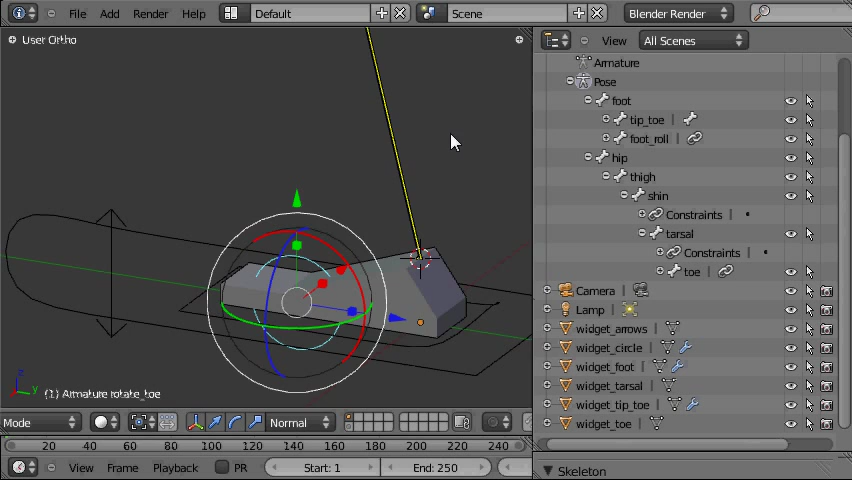 File Add Render Help Default Scene Blender Render
User Ortho
View All Scenes
Armature
Pose
foot
tip_toe
foot_roll
hip
thigh
shin
Constraints
tarsal
Constraints
toe
Camera
Lamp
widget_arrows
widget_circle
widget_foot
widget_tarsal
widget_tip_toe
widget_toe
z
y
(1) Armature rotate_toe
Mode Normal
20 40 60 80 100 120 140 160 180 200 220 240
View Frame Playback PR Start: 1 End: 250
Skeleton